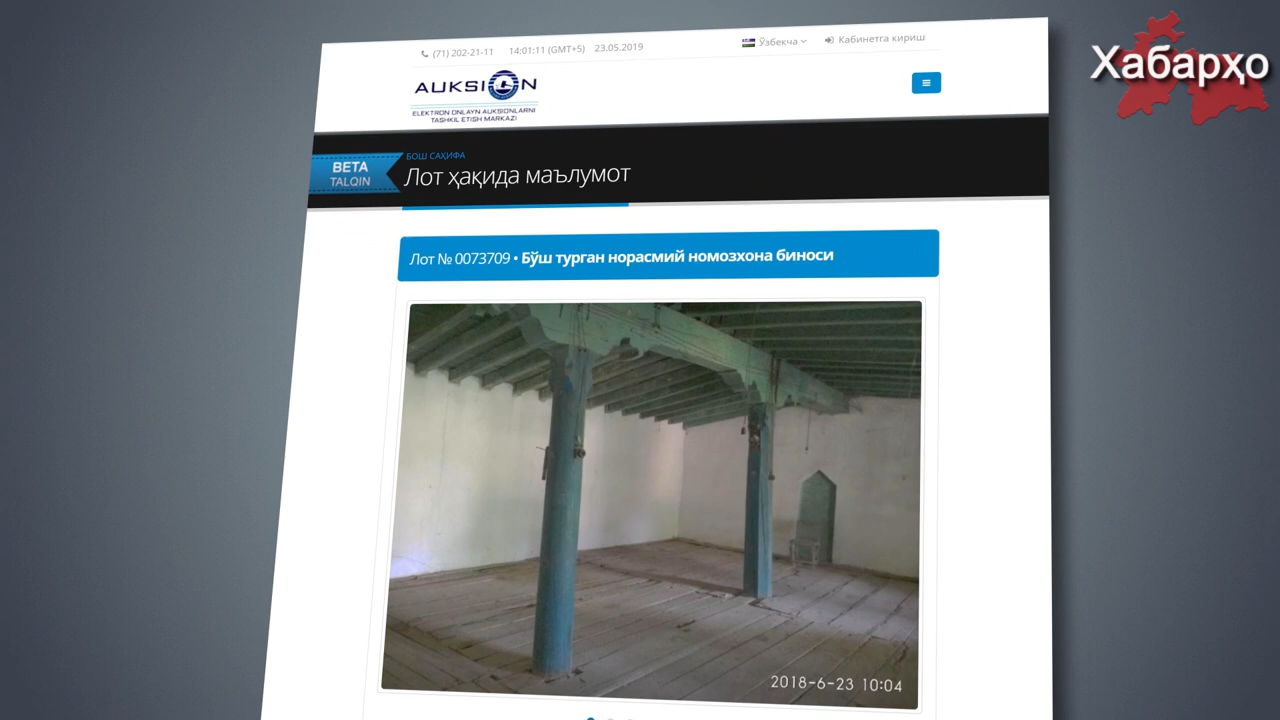 (71) 202-21-11 14:01:11 (GMT+5) 23.05.2019 Ўзбекча Кабинетга кириш
Хабарҳо
AUKSION
ELEKTRON ONLAYN AUKSIONLARNI
TASHKIL ETISH MARKAZI
BETA
TALQIN
БОШ САҲИФА
Лот ҳақида маълумот
Лот № 0073709 • Бўш турган норасмий номозхона биноси
2018-6-23 10:04